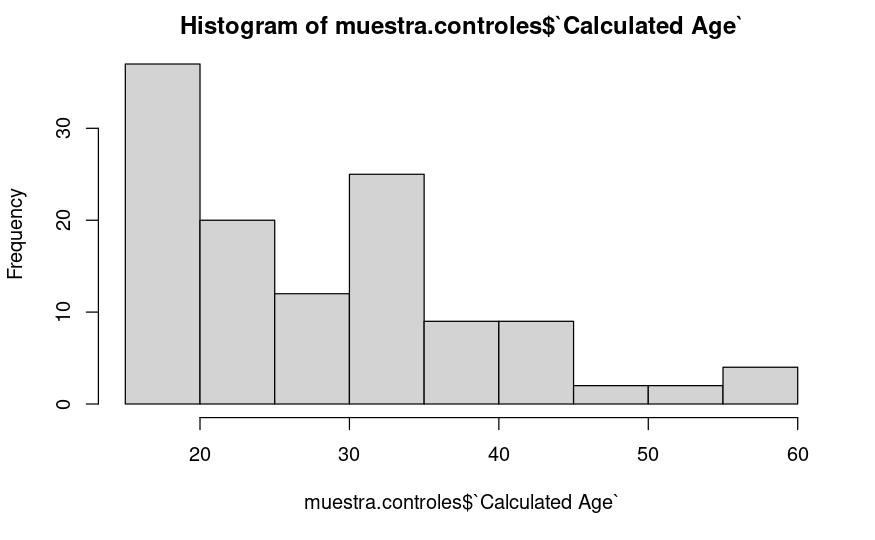 Histogram of muestra.controles$`Calculated Age`
Frequency
30
20
10
0
20 30 40 50 60
muestra.controles$`Calculated Age`